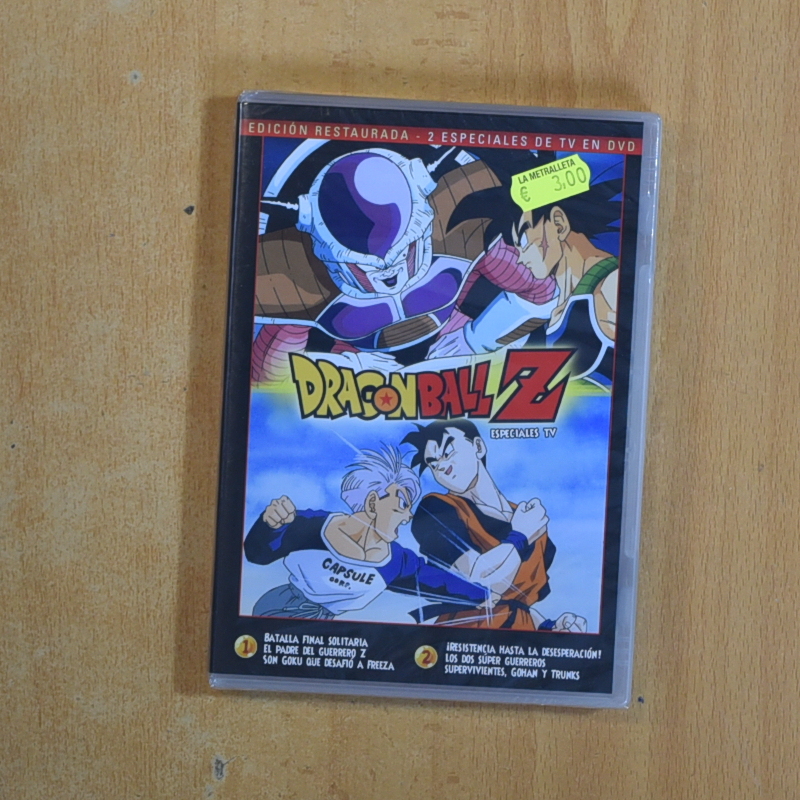 EDICIÓN RESTAURADA - 2 ESPECIALES DE TV EN DVD
LA METRALLETA
€ 3,00
DRAGON BALL Z
ESPECIALES TV
CAPSULE
CORP.
1
BATALLA FINAL SOLITARIA
EL PADRE DEL GUERRERO Z
SON GOKU QUE DESAFIÓ A FREEZA
2
¡RESISTENCIA HASTA LA DESESPERACIÓN!
LOS DOS SÚPER GUERREROS
SUPERVIVIENTES, GOHAN Y TRUNKS